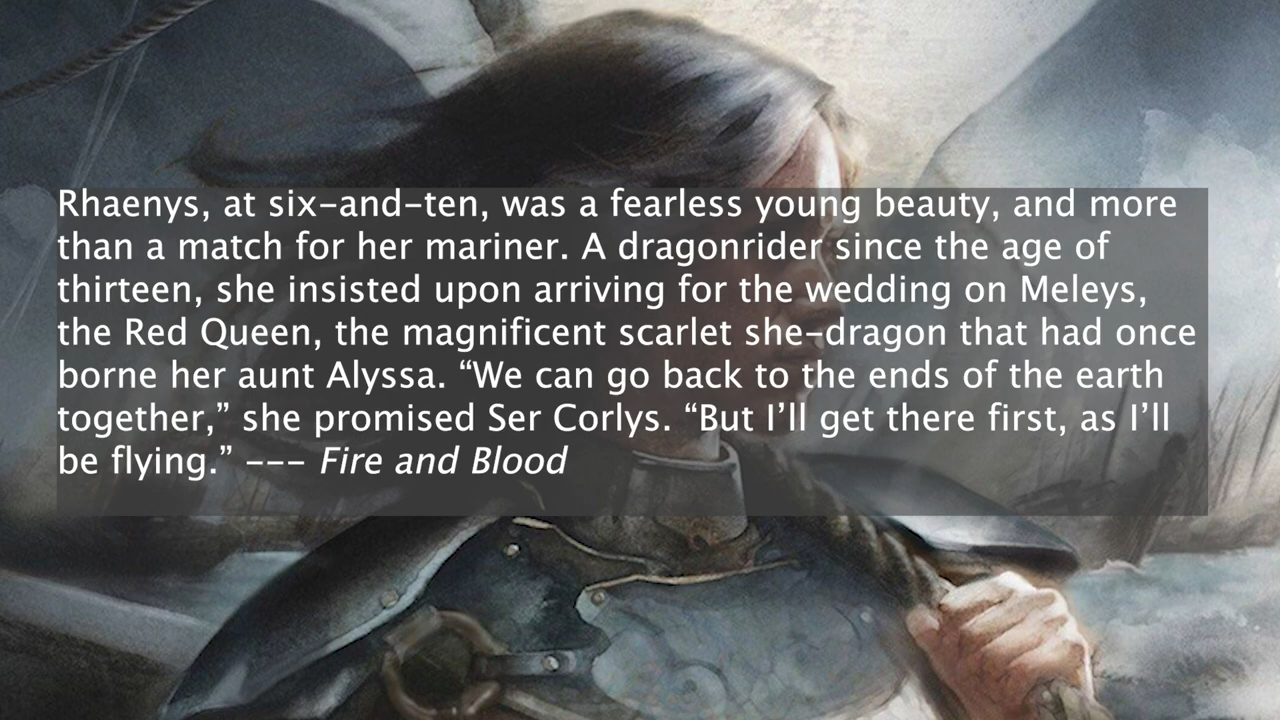 Rhaenys, at six-and-ten, was a fearless young beauty, and more
than a match for her mariner. A dragonrider since the age of
thirteen, she insisted upon arriving for the wedding on Meleys,
the Red Queen, the magnificent scarlet she-dragon that had once
borne her aunt Alyssa. “We can go back to the ends of the earth
together,” she promised Ser Corlys. “But I’ll get there first, as I’ll
be flying.” --- Fire and Blood